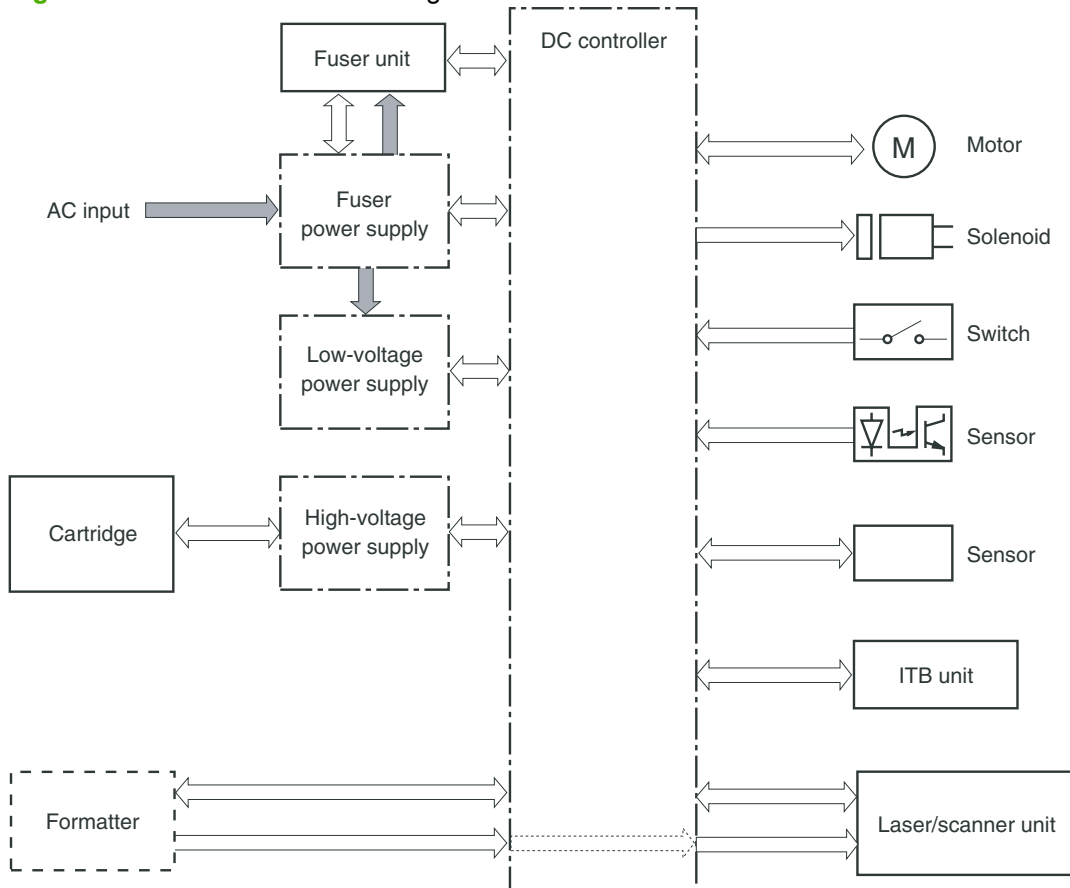 DC controller
Fuser unit
Motor
M
Fuser
power supply
AC input
Solenoid
Switch
Low-voltage
power supply
Sensor
Cartridge
High-voltage
power supply
Sensor
ITB unit
Formatter
Laser/scanner unit